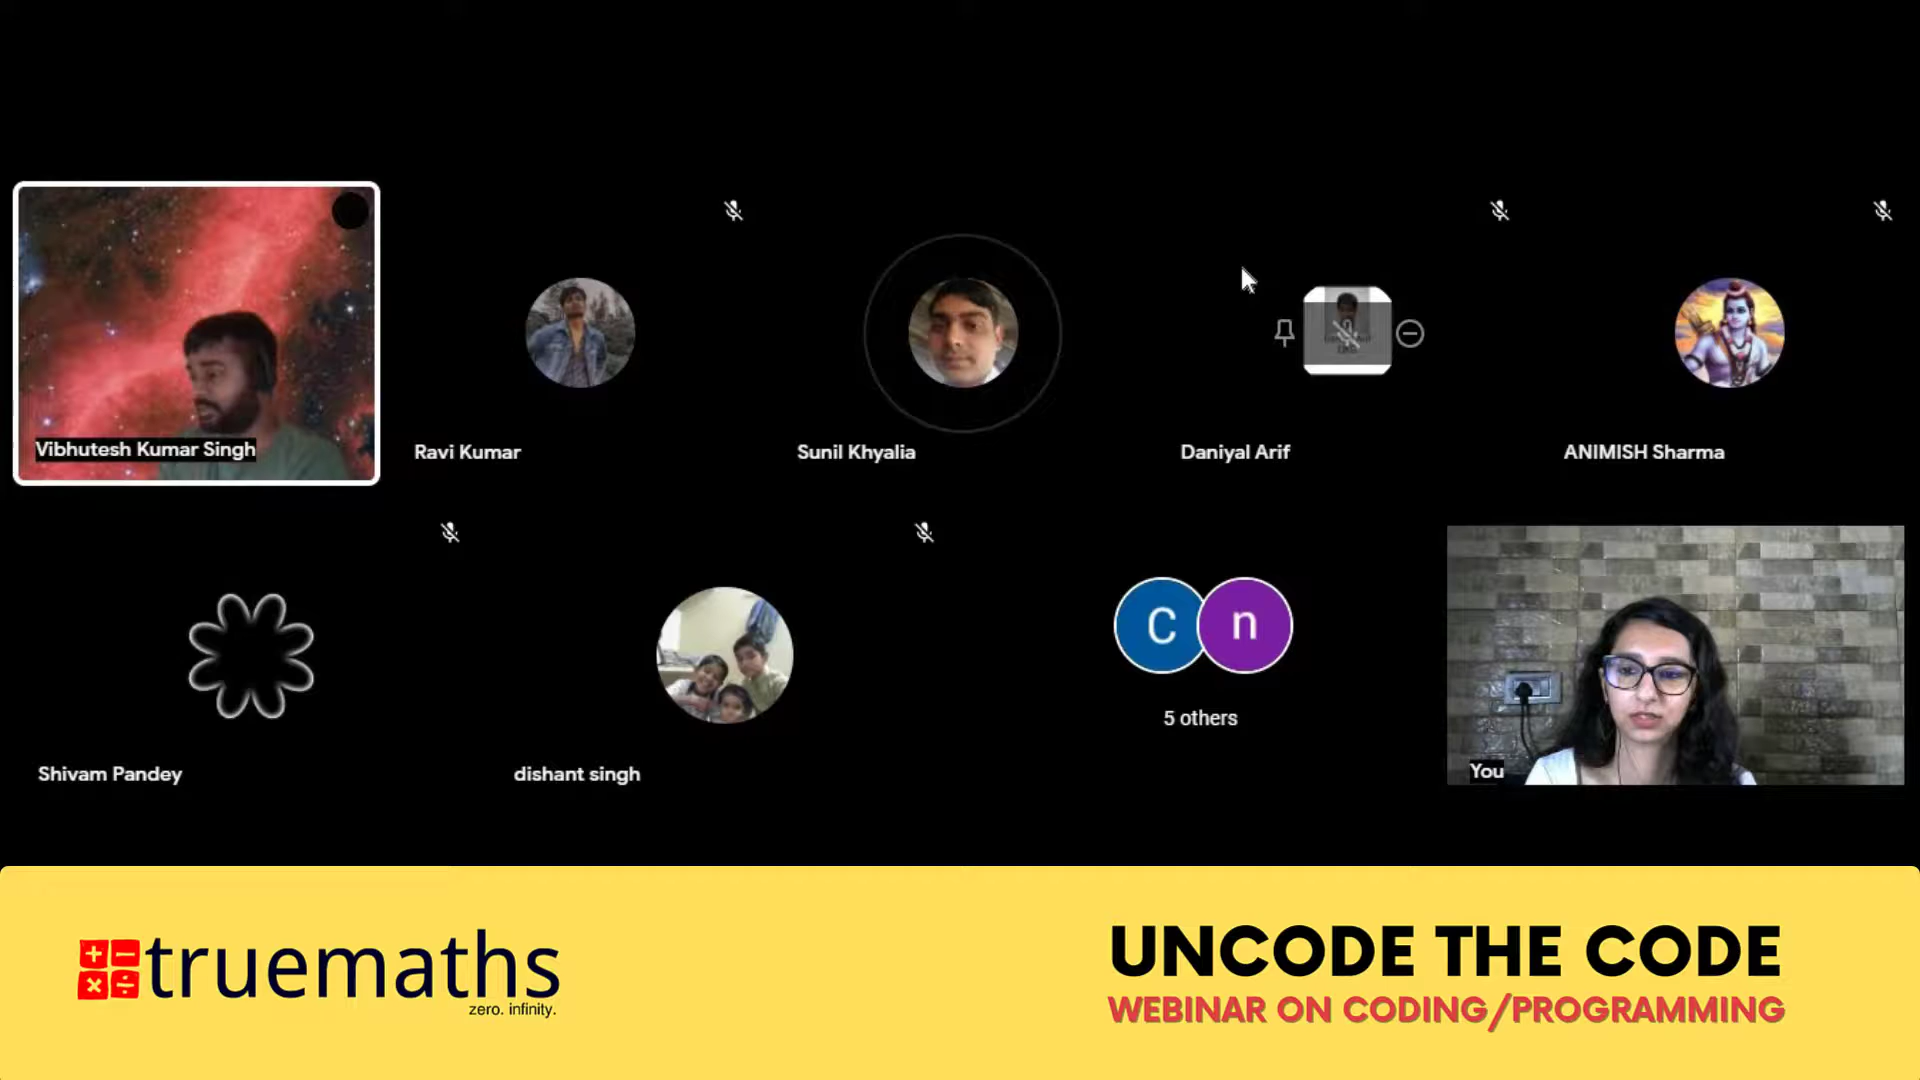 Vibhutesh Kumar Singh
Ravi Kumar
Sunil Khyalia
Daniyal Arif
ANIMISH Sharma
Shivam Pandey
dishant singh
C
n
5 others
You
truemaths
zero. infinity.
UNCODE THE CODE
WEBINAR ON CODING/PROGRAMMING